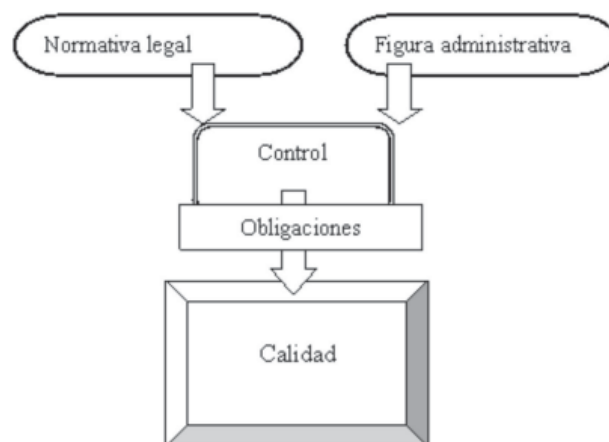 Normativa legal
Figura administrativa
Control
Obligaciones
Calidad